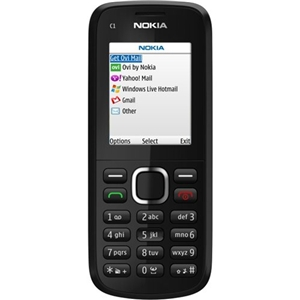 C1 NOKIA
NOKIA
Get Ovi Mail
ovi Ovi by Nokia
Yahoo! Mail
Windows Live Hotmail
Gmail
Other
Options Select Exit
1 2 abc def 3
4 ghi 5 jkl mno 6
7 pqrs 8 tuv wxyz 9
* + 0 #